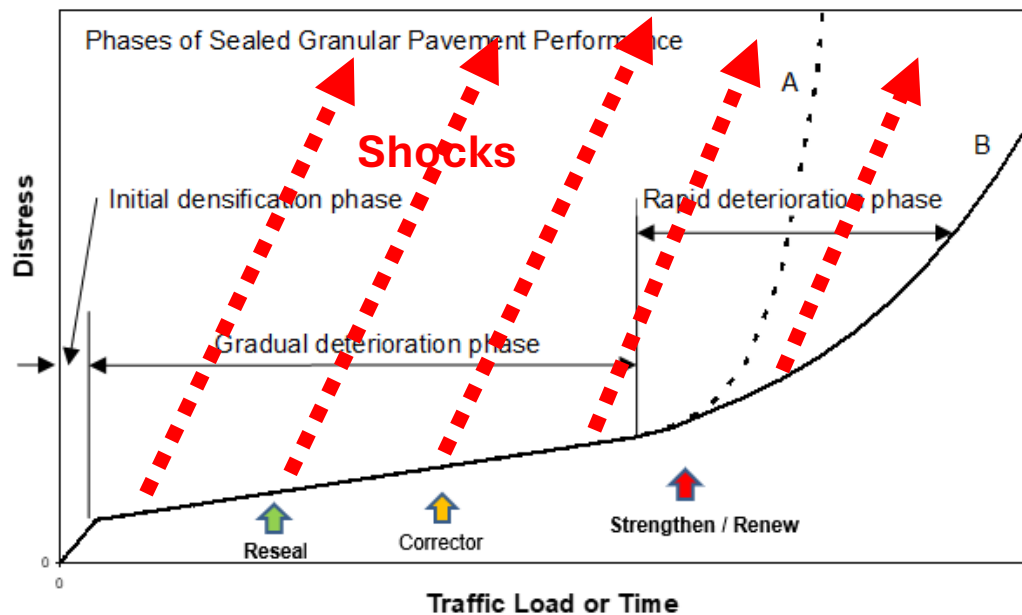 Phases of Sealed Granular Pavement Performance
A
Shocks
B
Initial densification phase
Rapid deterioration phase
Distress
Gradual deterioration phase
Reseal
Corrector
Strengthen / Renew
0
0
Traffic Load or Time